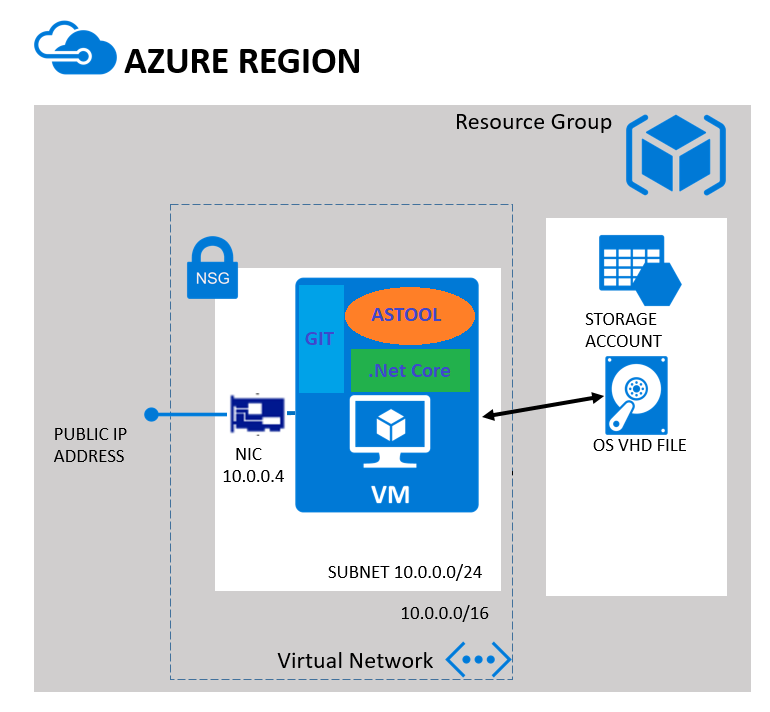 AZURE REGION
Resource Group
NSG
GIT
ASTOOL
.Net Core
STORAGE
ACCOUNT
PUBLIC IP
ADDRESS
NIC
10.0.0.4
VM
OS VHD FILE
SUBNET 10.0.0.0/24
10.0.0.0/16
Virtual Network